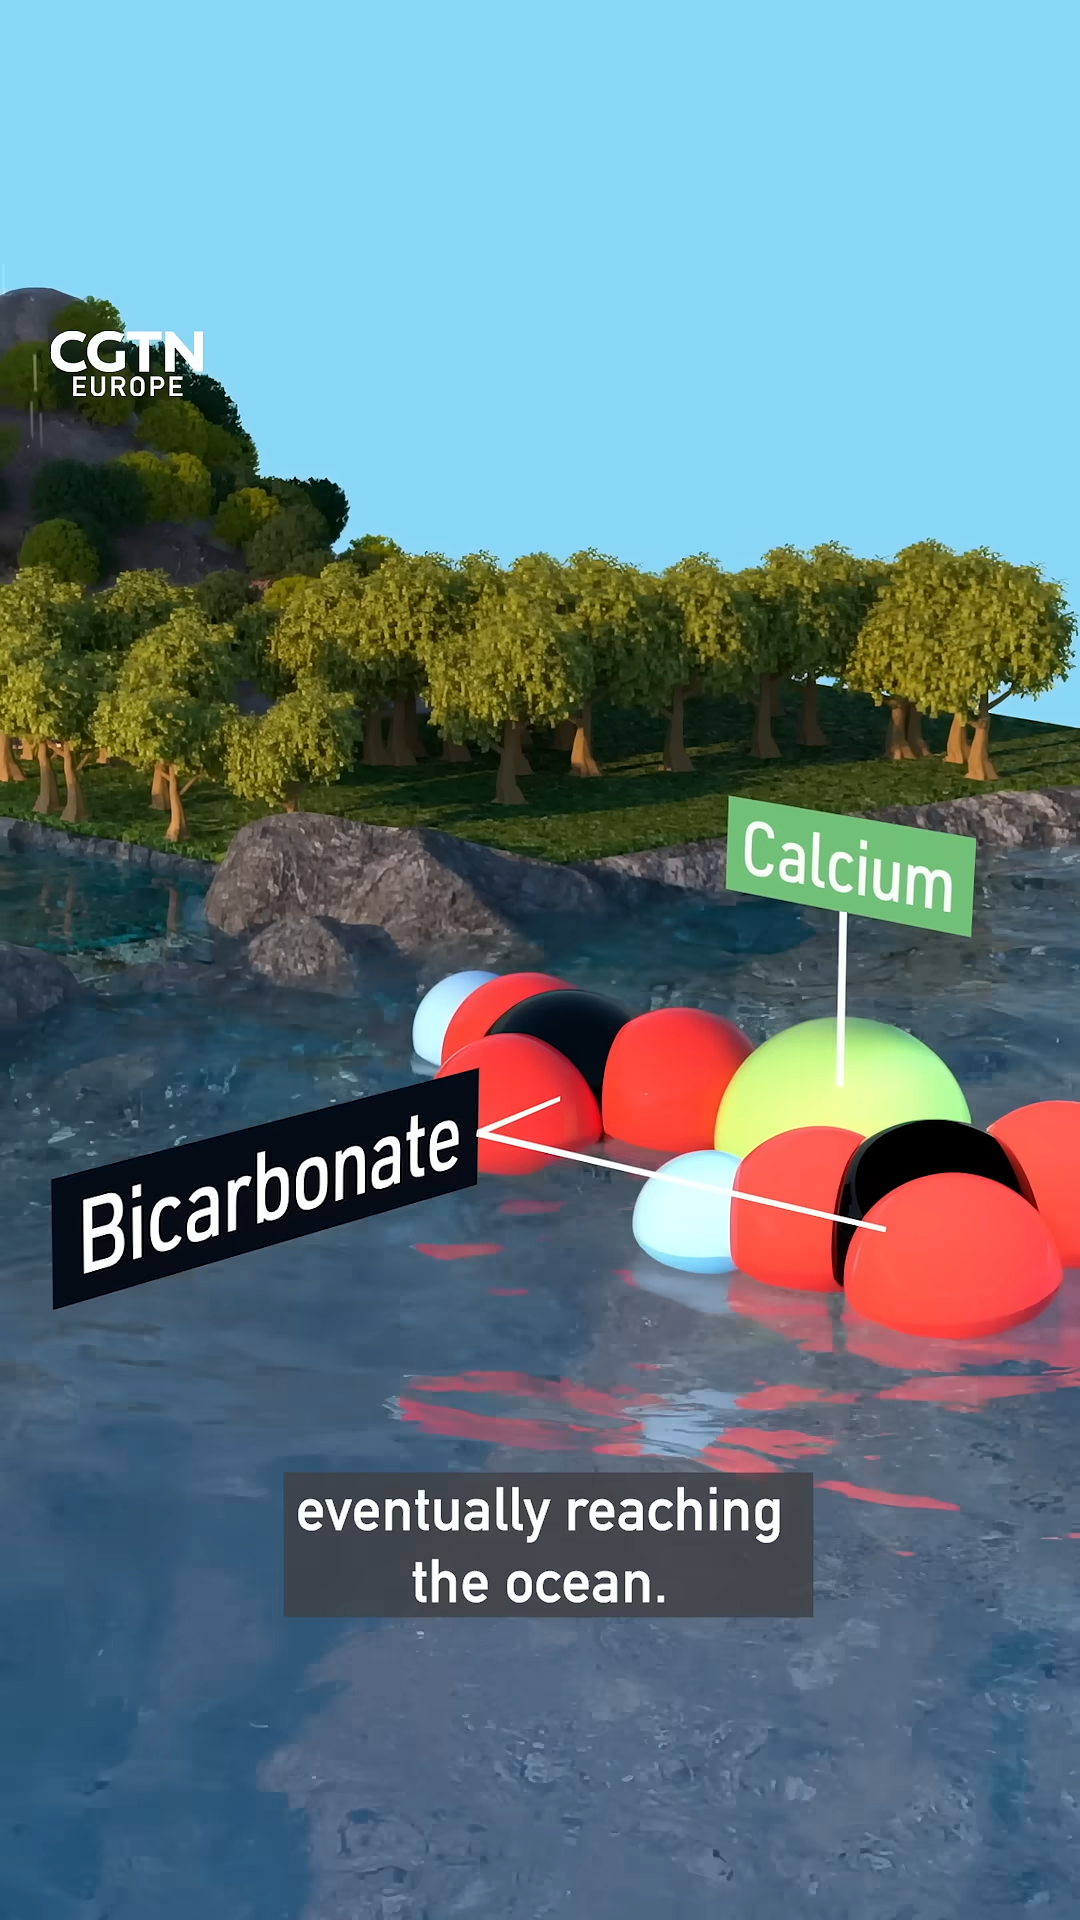 CGTN
EUROPE
Calcium
Bicarbonate
eventually reaching
the ocean.